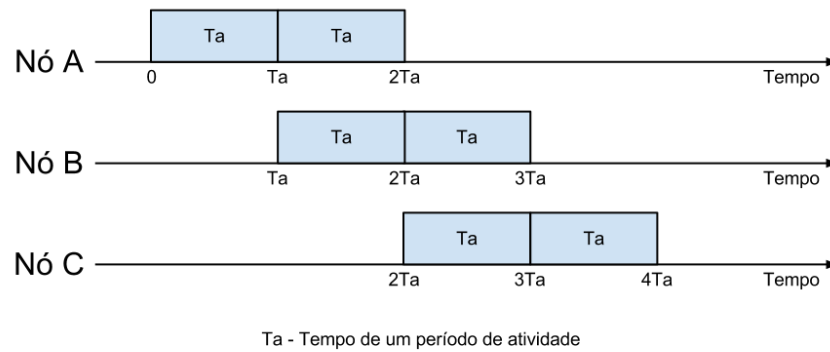 Ta Ta
Nó A
0 Ta 2Ta Tempo
Ta Ta
Nó B
Ta 2Ta 3Ta Tempo
Ta Ta
Nó C
2Ta 3Ta 4Ta Tempo
Ta - Tempo de um período de atividade